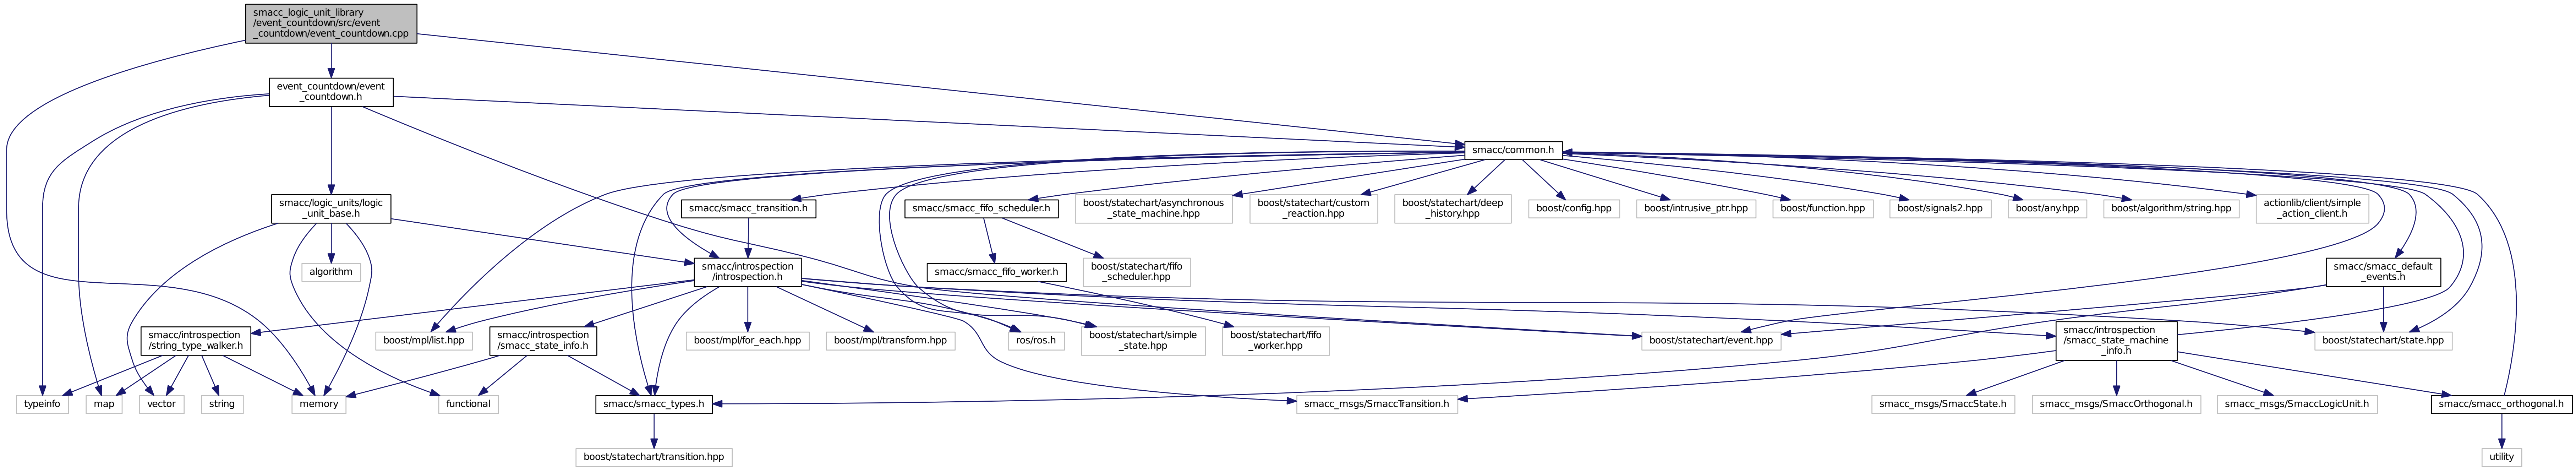 smacc_logic_unit_library
/event_countdown/src/event
_countdown/event_countdown.cpp
event_countdown/event
_countdown.h
smacc/common.h
smacc/logic_units/logic
_unit_base.h
smacc/smacc_transition.h
smacc/smacc_fifo_scheduler.h
boost/statechart/asynchronous
_state_machine.hpp
boost/statechart/custom
_reaction.hpp
boost/statechart/deep
_history.hpp
boost/config.hpp
boost/intrusive_ptr.hpp
boost/function.hpp
boost/signals2.hpp
boost/any.hpp
boost/algorithm/string.hpp
actionlib/client/simple
_action_client.h
algorithm
smacc/introspection
/introspection.h
smacc/smacc_fifo_worker.h
boost/statechart/fifo
_scheduler.hpp
smacc/smacc_default
_events.h
smacc/introspection
/string_type_walker.h
boost/mpl/list.hpp
smacc/introspection
/smacc_state_info.h
boost/mpl/for_each.hpp
boost/mpl/transform.hpp
ros/ros.h
boost/statechart/simple
_state.hpp
boost/statechart/fifo
_worker.hpp
boost/statechart/event.hpp
smacc/introspection
/smacc_state_machine
_info.h
boost/statechart/state.hpp
typeinfo
map
vector
string
memory
functional
smacc/smacc_types.h
smacc_msgs/SmaccTransition.h
smacc_msgs/SmaccState.h
smacc_msgs/SmaccOrthogonal.h
smacc_msgs/SmaccLogicUnit.h
smacc/smacc_orthogonal.h
boost/statechart/transition.hpp
utility